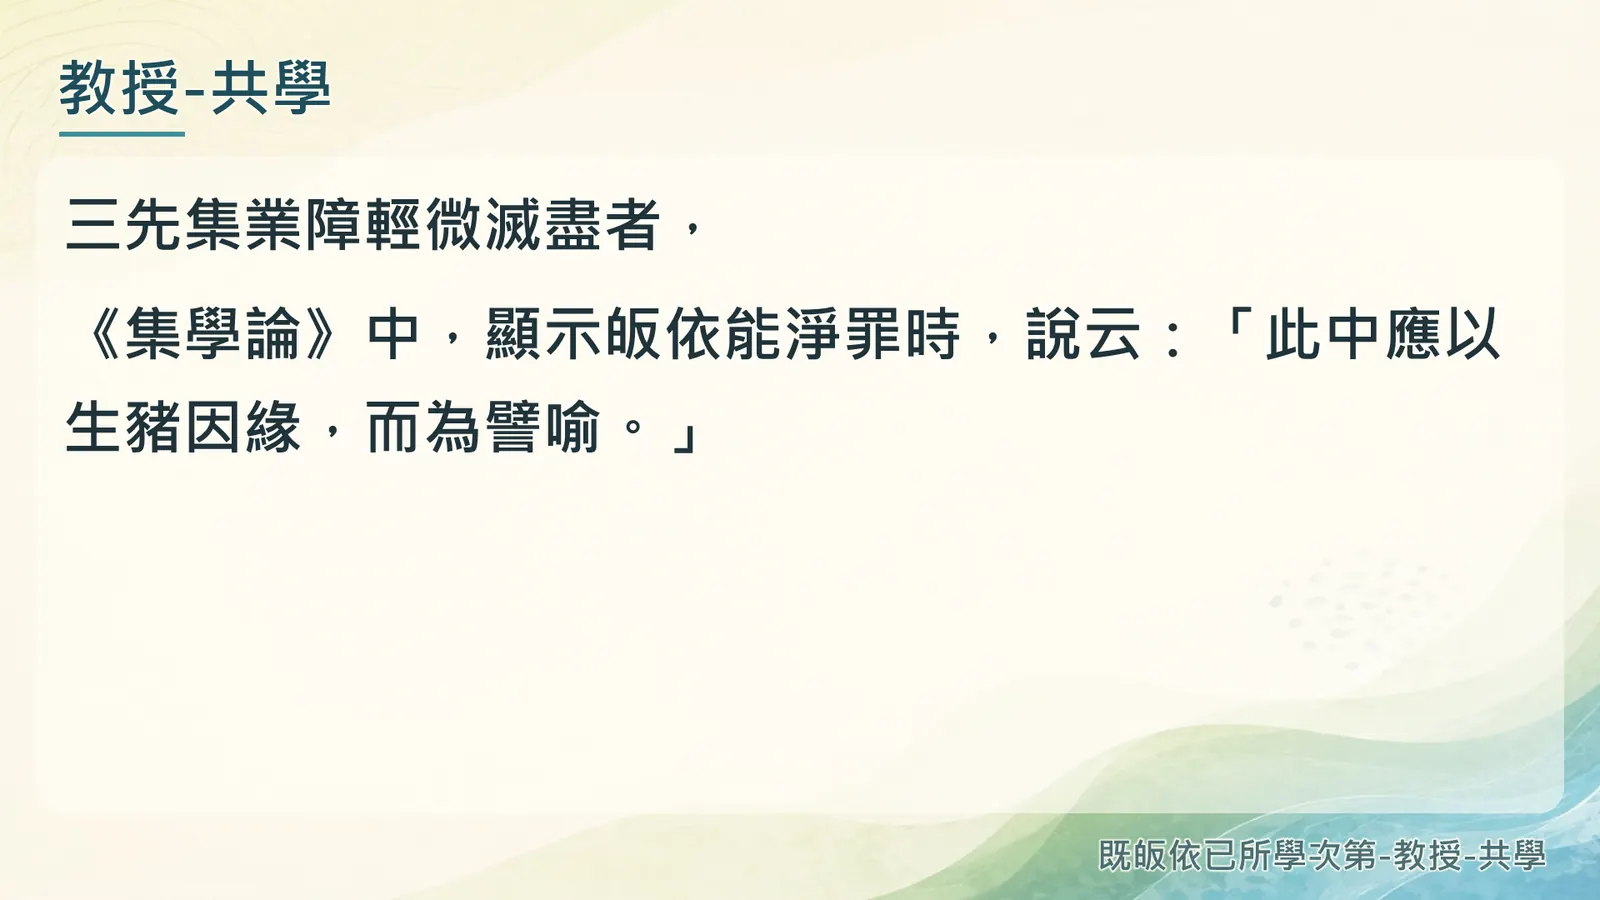 教授-共學
三先集業障輕微滅盡者，
《集學論》中，顯示皈依能淨罪時，說云：「此中應以
生豬因緣，而為譬喻。」
既皈依已所學次第-教授-共學